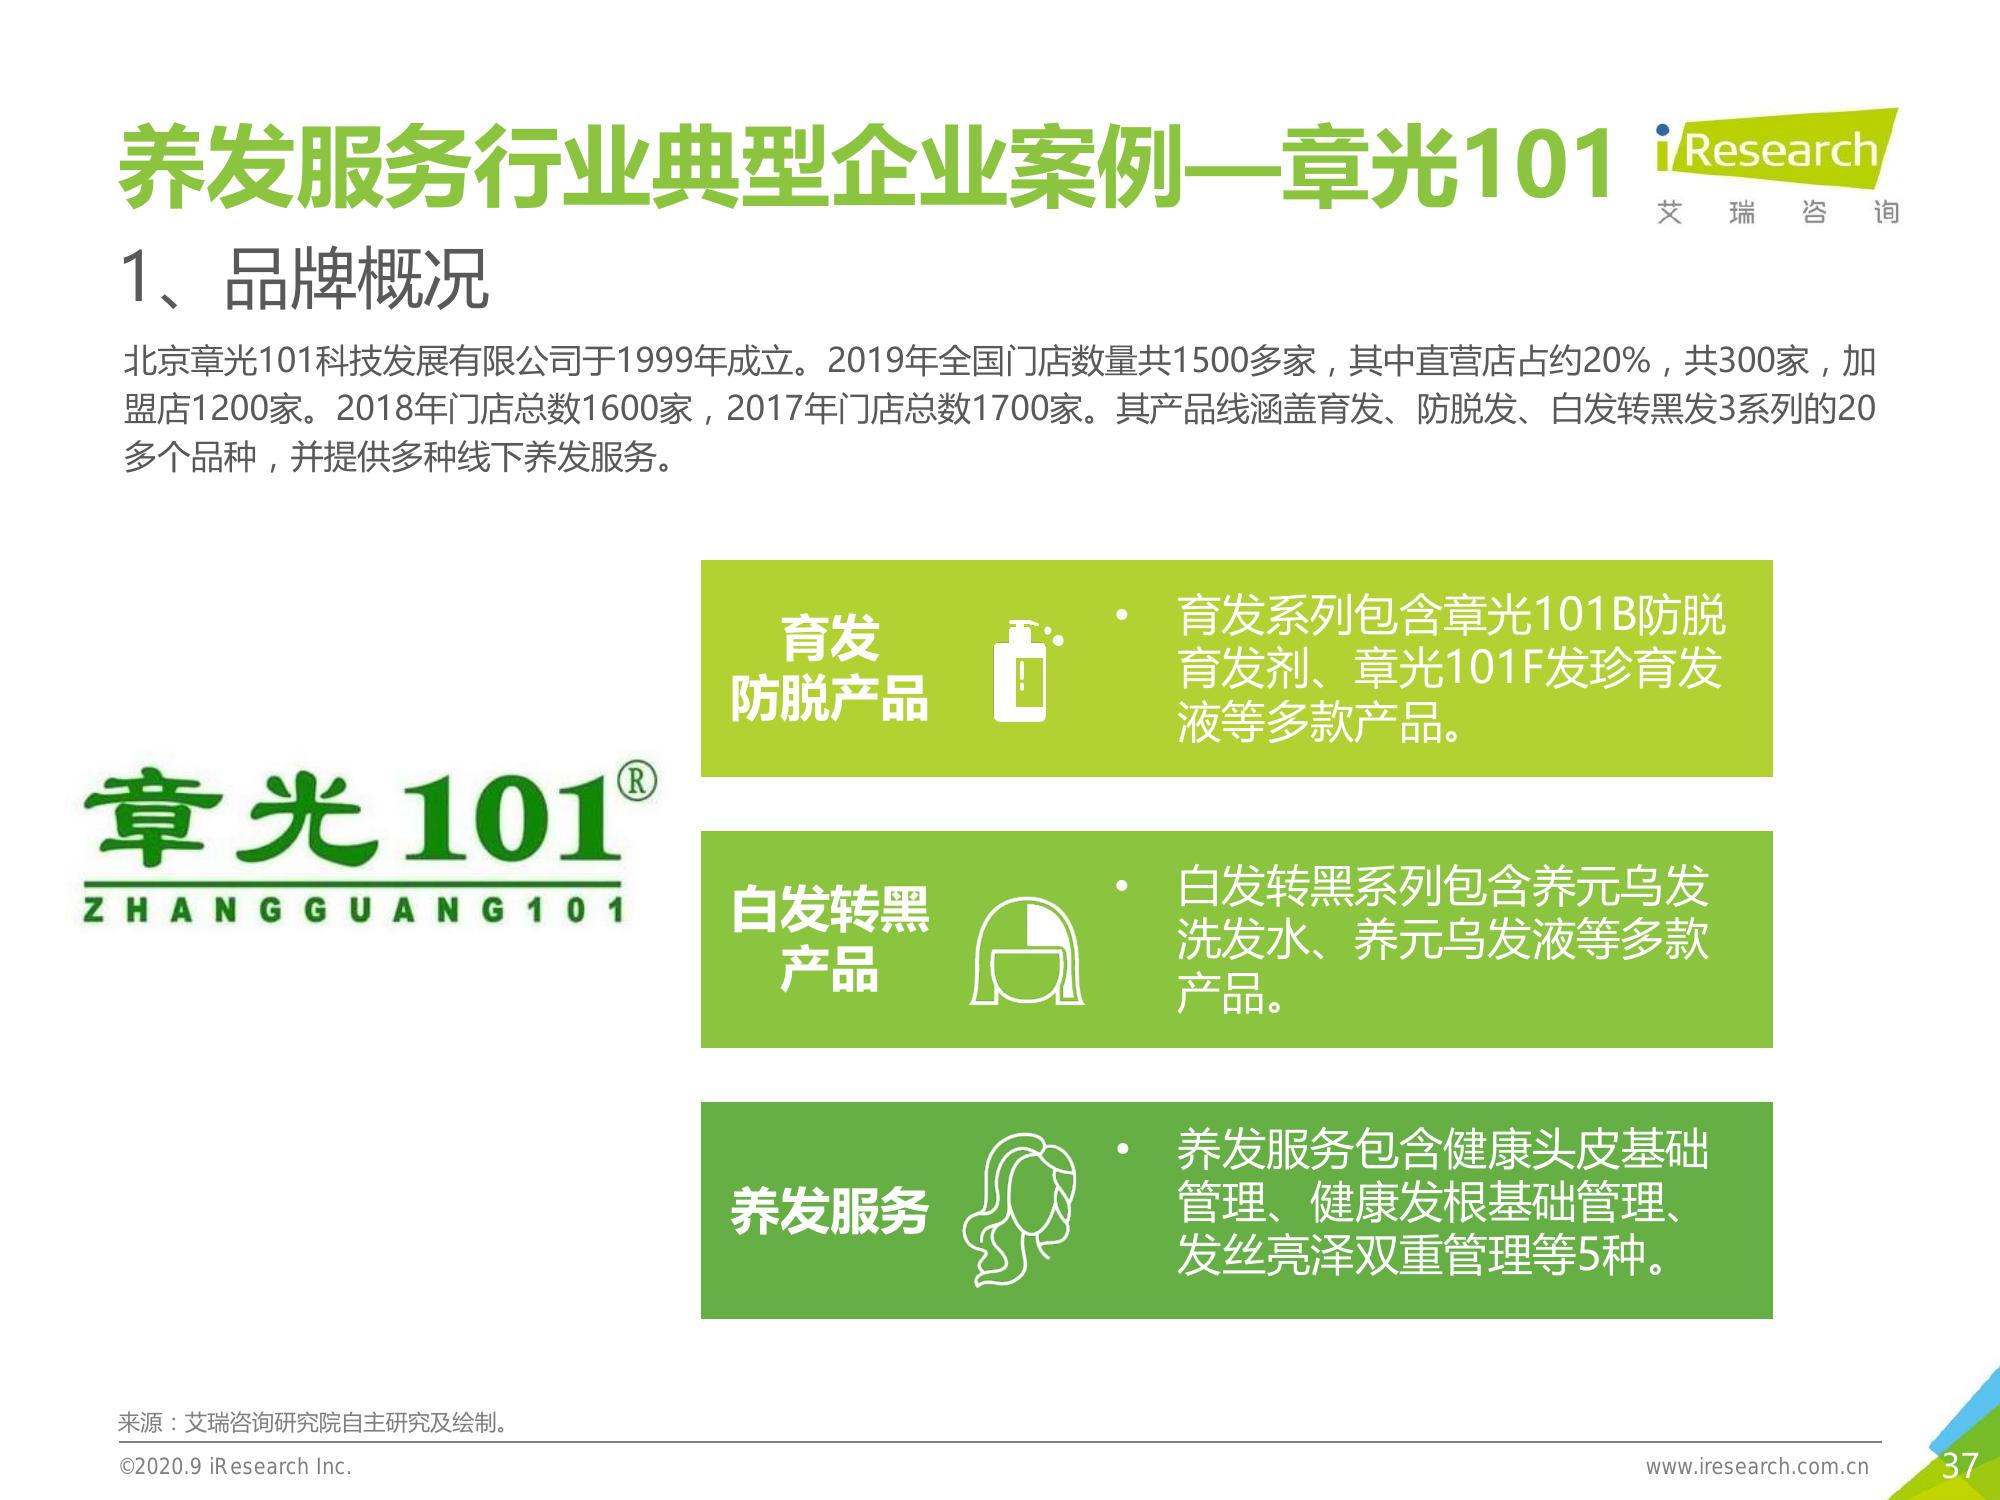 养发服务行业典型企业案例—章光101
iResearch
艾 瑞 咨 询
1、品牌概况
北京章光101科技发展有限公司于1999年成立。2019年全国门店数量共1500多家，其中直营店占约20%，共300家，加
盟店1200家。2018年门店总数1600家，2017年门店总数1700家。其产品线涵盖育发、防脱发、白发转黑发3系列的20
多个品种，并提供多种线下养发服务。
章光101®
ZHANGGUANG101
育发
防脱产品
• 育发系列包含章光101B防脱
育发剂、章光101F发珍育发
液等多款产品。
白发转黑
产品
• 白发转黑系列包含养元乌发
洗发水、养元乌发液等多款
产品。
养发服务
• 养发服务包含健康头皮基础
管理、健康发根基础管理、
发丝亮泽双重管理等5种。
来源：艾瑞咨询研究院自主研究及绘制。
©2020.9 iResearch Inc.
www.iresearch.com.cn
37